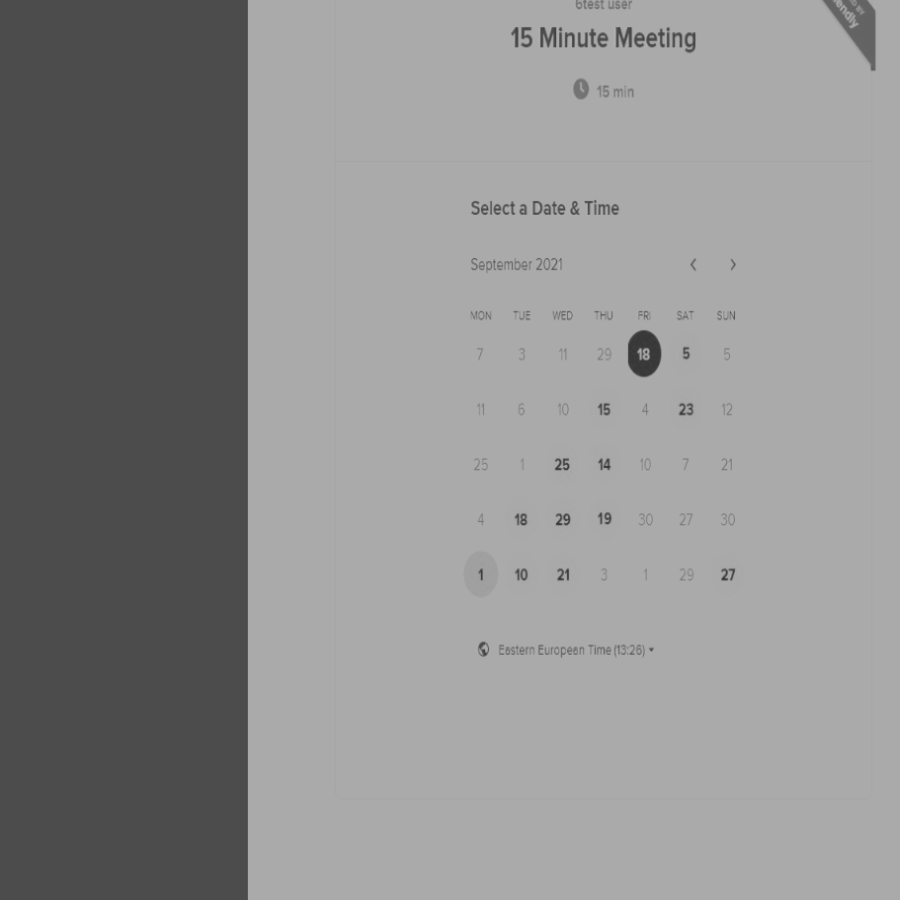 6test user
15 Minute Meeting
15 min
Select a Date & Time
September 2021
MON TUE WED THU FRI SAT SUN
7 3 11 29 18 5 5
11 6 10 15 4 23 12
25 1 25 14 10 7 21
4 18 29 19 30 27 30
1 10 21 3 1 29 27
Eastern European Time (13:26)